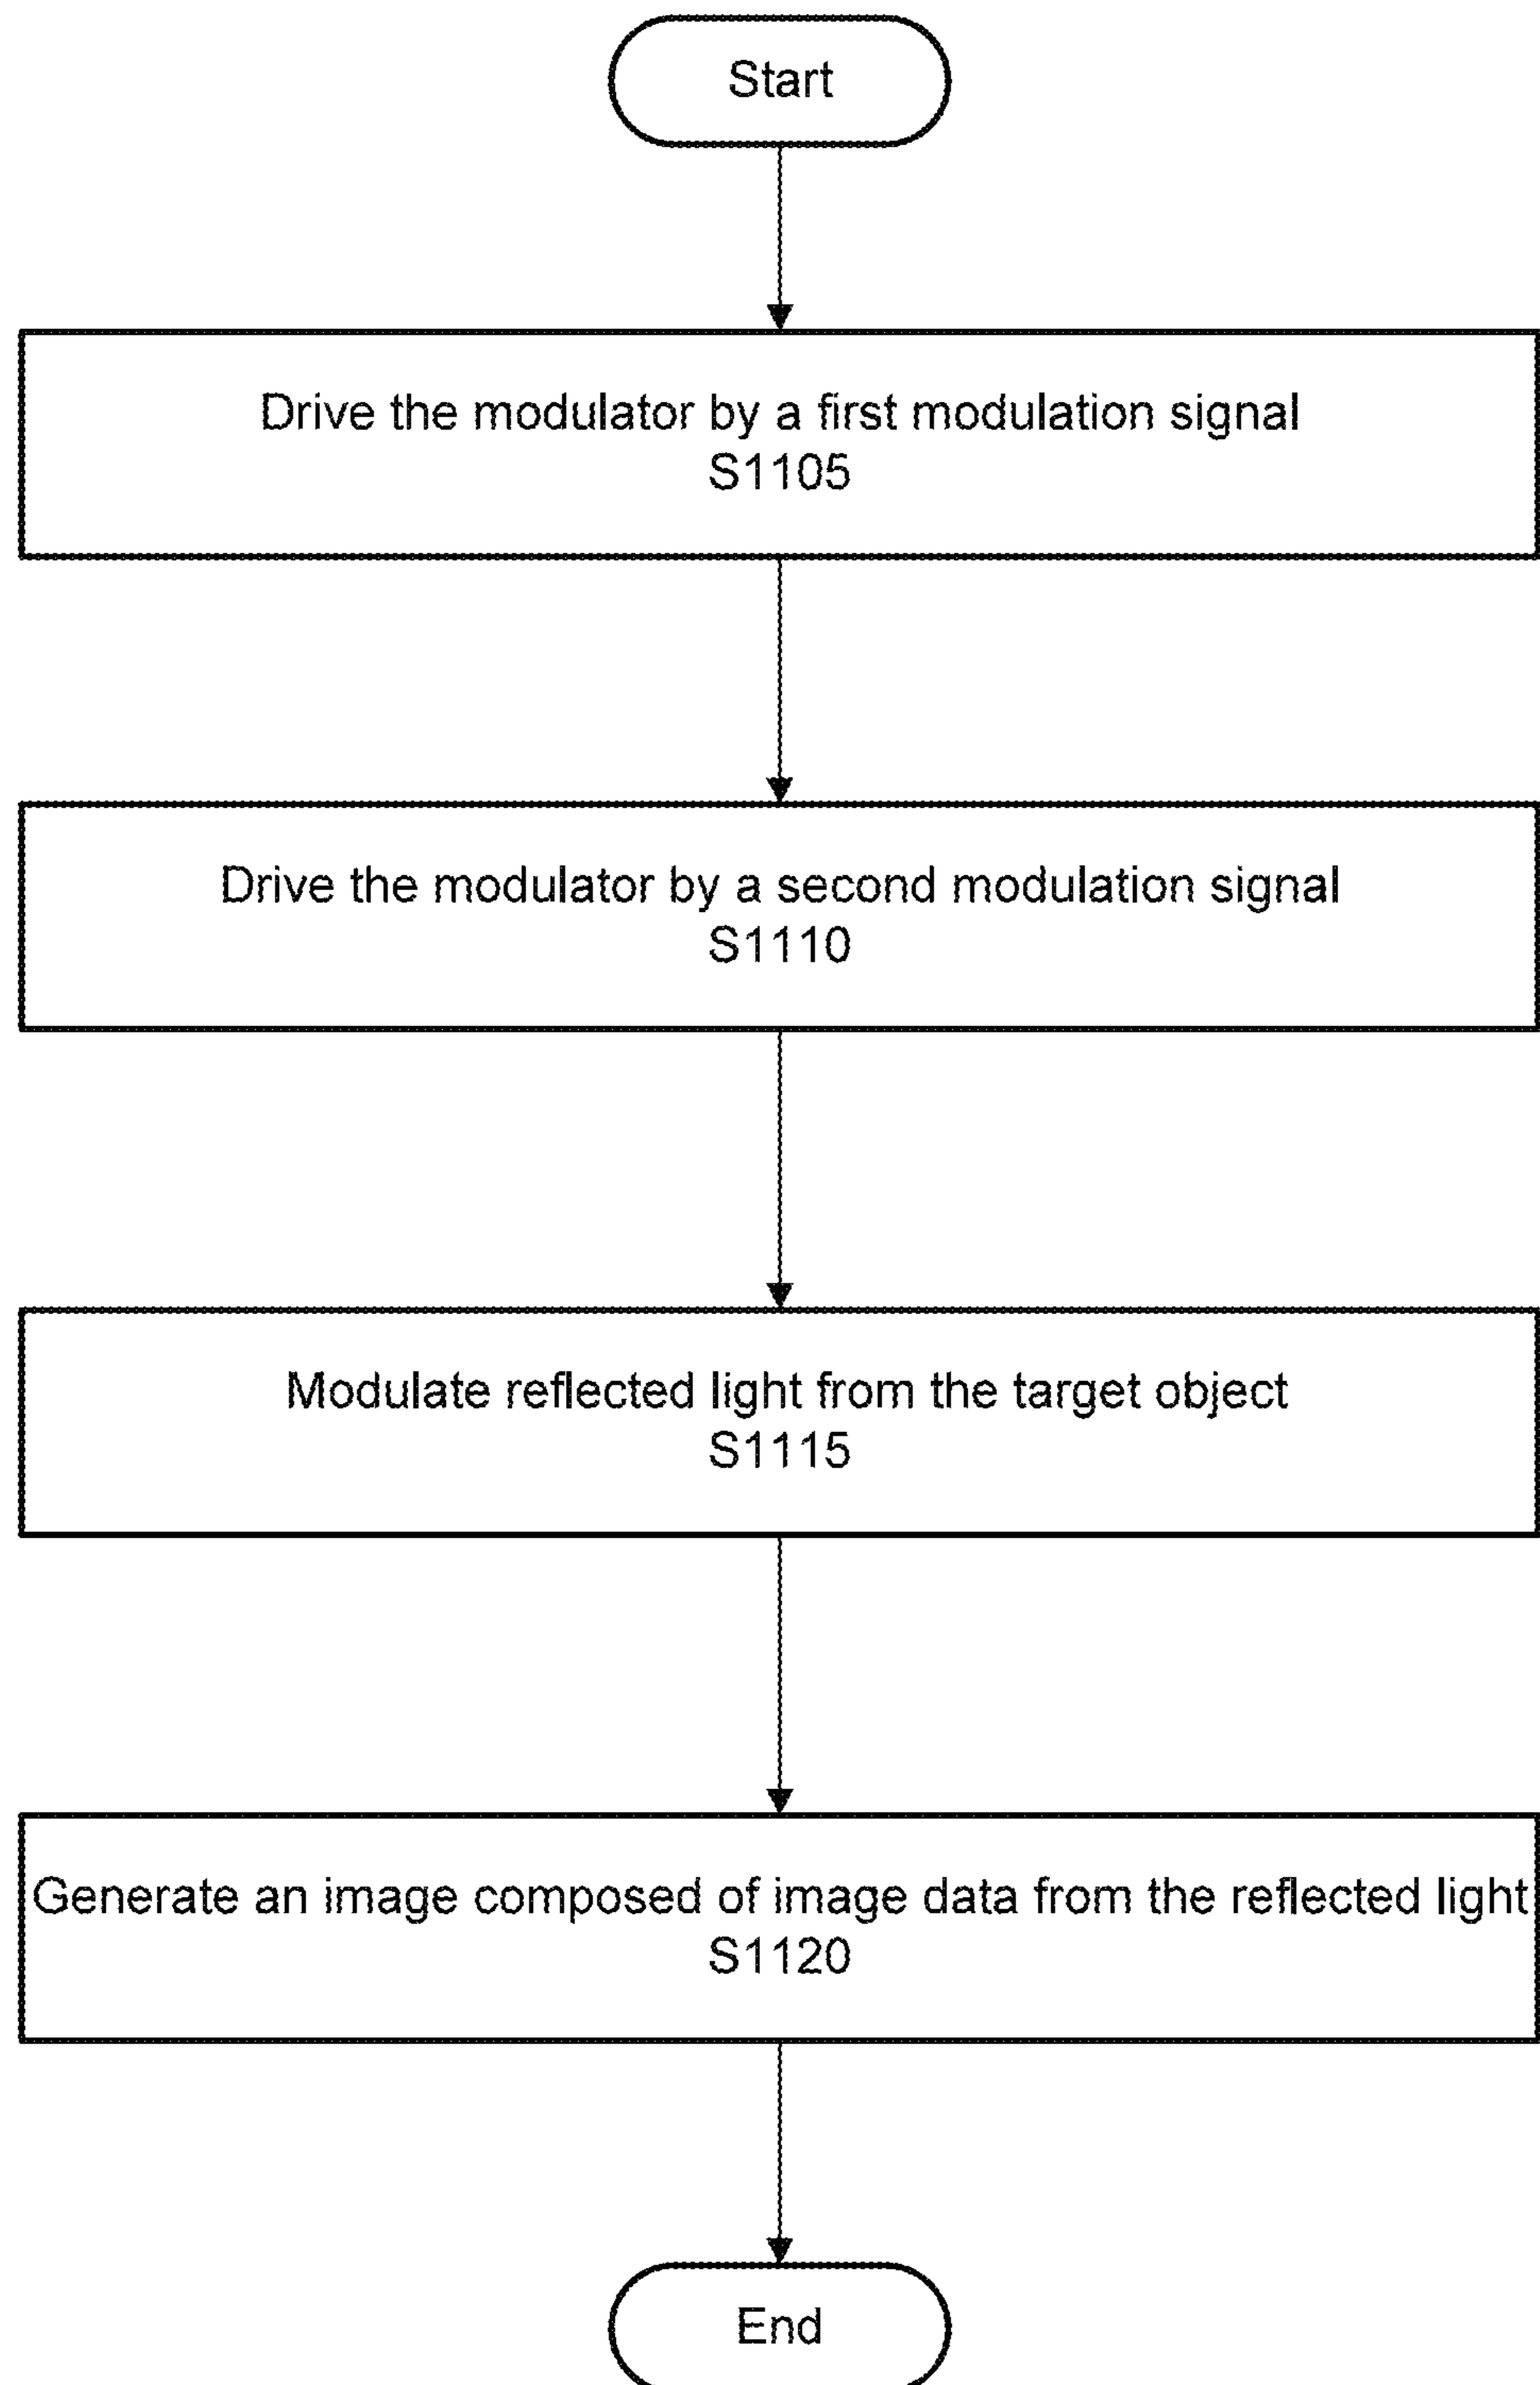 Start
Drive the modulator by a first modulation signal
S1105
Drive the modulator by a second modulation signal
S1110
Modulate reflected light from the target object
S1115
Generate an image composed of image data from the reflected light
S1120
End